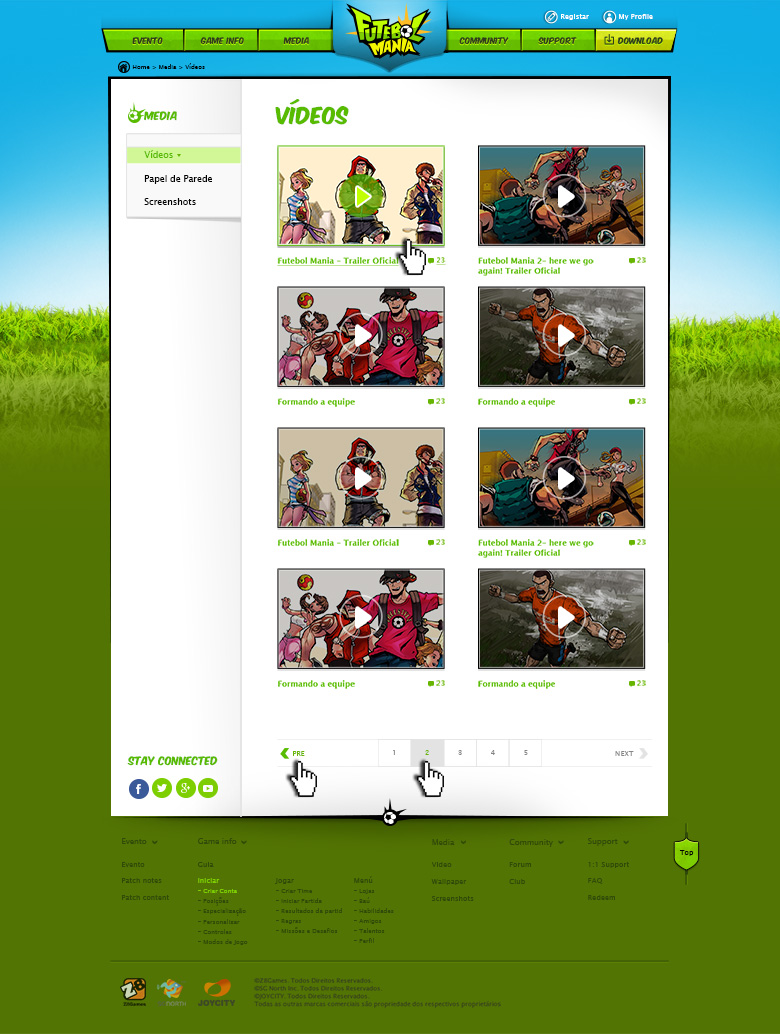 Registar My Profile
EVENTO GAME INFO MEDIA FUTEBOL MANIA COMMUNITY SUPPORT DOWNLOAD
Home > Media > Vídeos
MEDIA
Vídeos
Papel de Parede
Screenshots
VÍDEOS
Futebol Mania - Trailer Oficial 23
Futebol Mania 2- here we go 23
again! Trailer Oficial
Formando a equipe 23
Formando a equipe 23
Futebol Mania - Trailer Oficial 23
Futebol Mania 2- here we go 23
again! Trailer Oficial
Formando a equipe 23
Formando a equipe 23
PRE 1 2 3 4 5 NEXT
STAY CONNECTED
Evento
Evento
Patch notes
Patch content
Game info
Guia
Iniciar
- Criar Conta
- Posições
- Especialização
- Personalizar
- Controles
- Modos de Jogo
Jogar
- Criar Time
- Iniciar Partida
- Resultados de partid
- Regras
- Missões e Desafios
Menú
- Lojas
- Baú
- Habilidades
- Amigos
- Talentos
- Perfil
Media
Video
Wallpaper
Screenshots
Community
Forum
Club
Support
1:1 Support
FAQ
Redeem
Top
Z8Games
NORTH
JOYCITY
©Z8Games. Todos Direitos Reservados.
©SG North Inc. Todos Direitos Reservados.
©JOYCITY. Todos Direitos Reservados.
Todas as outras marcas comerciais são propriedade dos respectivos proprietários.